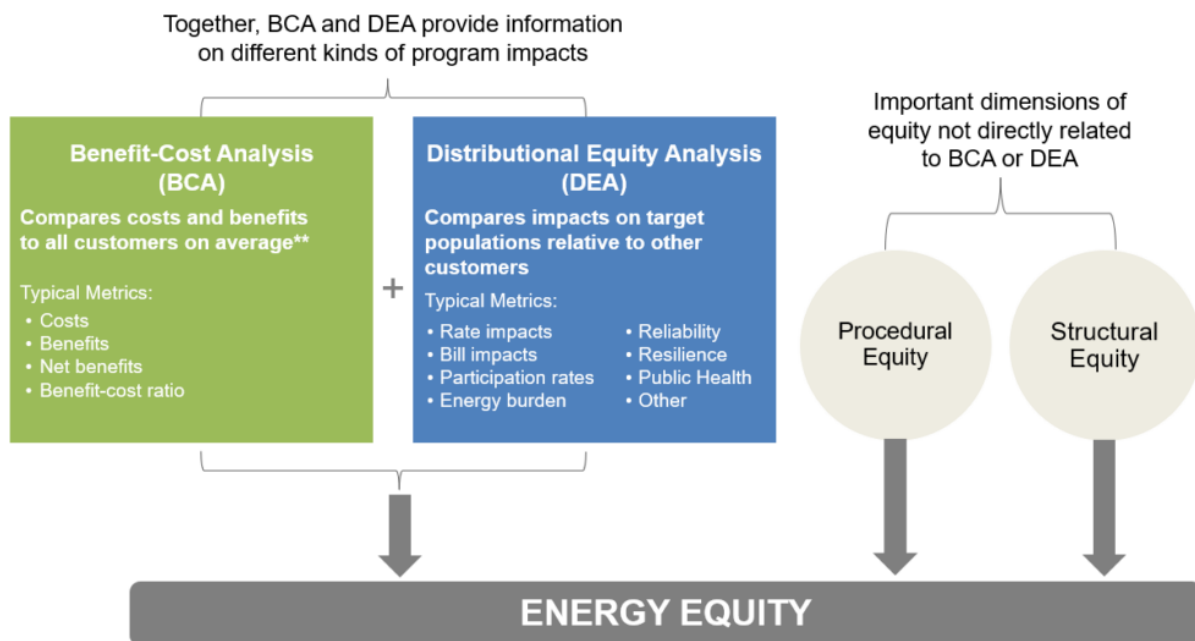 Together, BCA and DEA provide information
on different kinds of program impacts
Benefit-Cost Analysis
(BCA)
Compares costs and benefits
to all customers on average**
Typical Metrics:
• Costs
• Benefits
• Net benefits
• Benefit-cost ratio
+
Distributional Equity Analysis
(DEA)
Compares impacts on target
populations relative to other
customers
Typical Metrics:
• Rate impacts
• Bill impacts
• Participation rates
• Energy burden
• Reliability
• Resilience
• Public Health
• Other
Important dimensions of
equity not directly related
to BCA or DEA
Procedural
Equity
Structural
Equity
ENERGY EQUITY